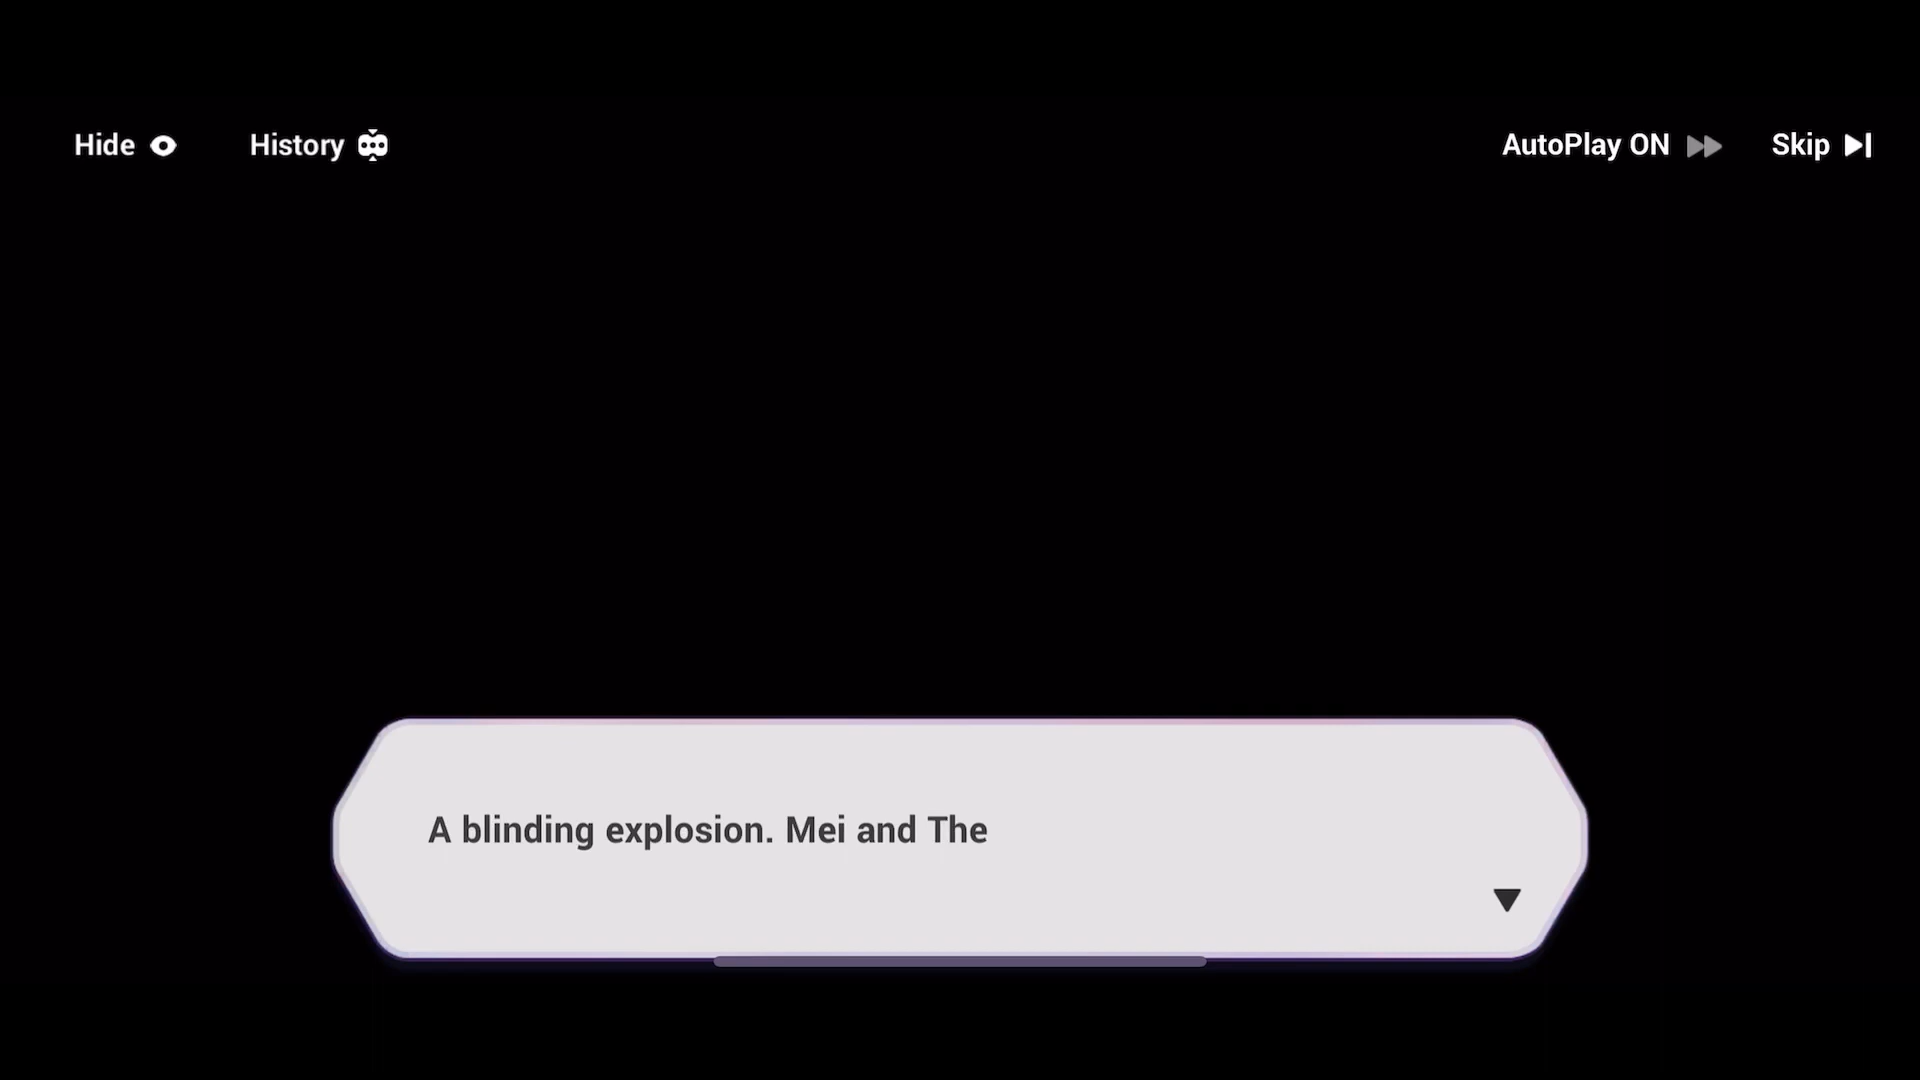 Hide
History
AutoPlay ON
Skip
A blinding explosion. Mei and The